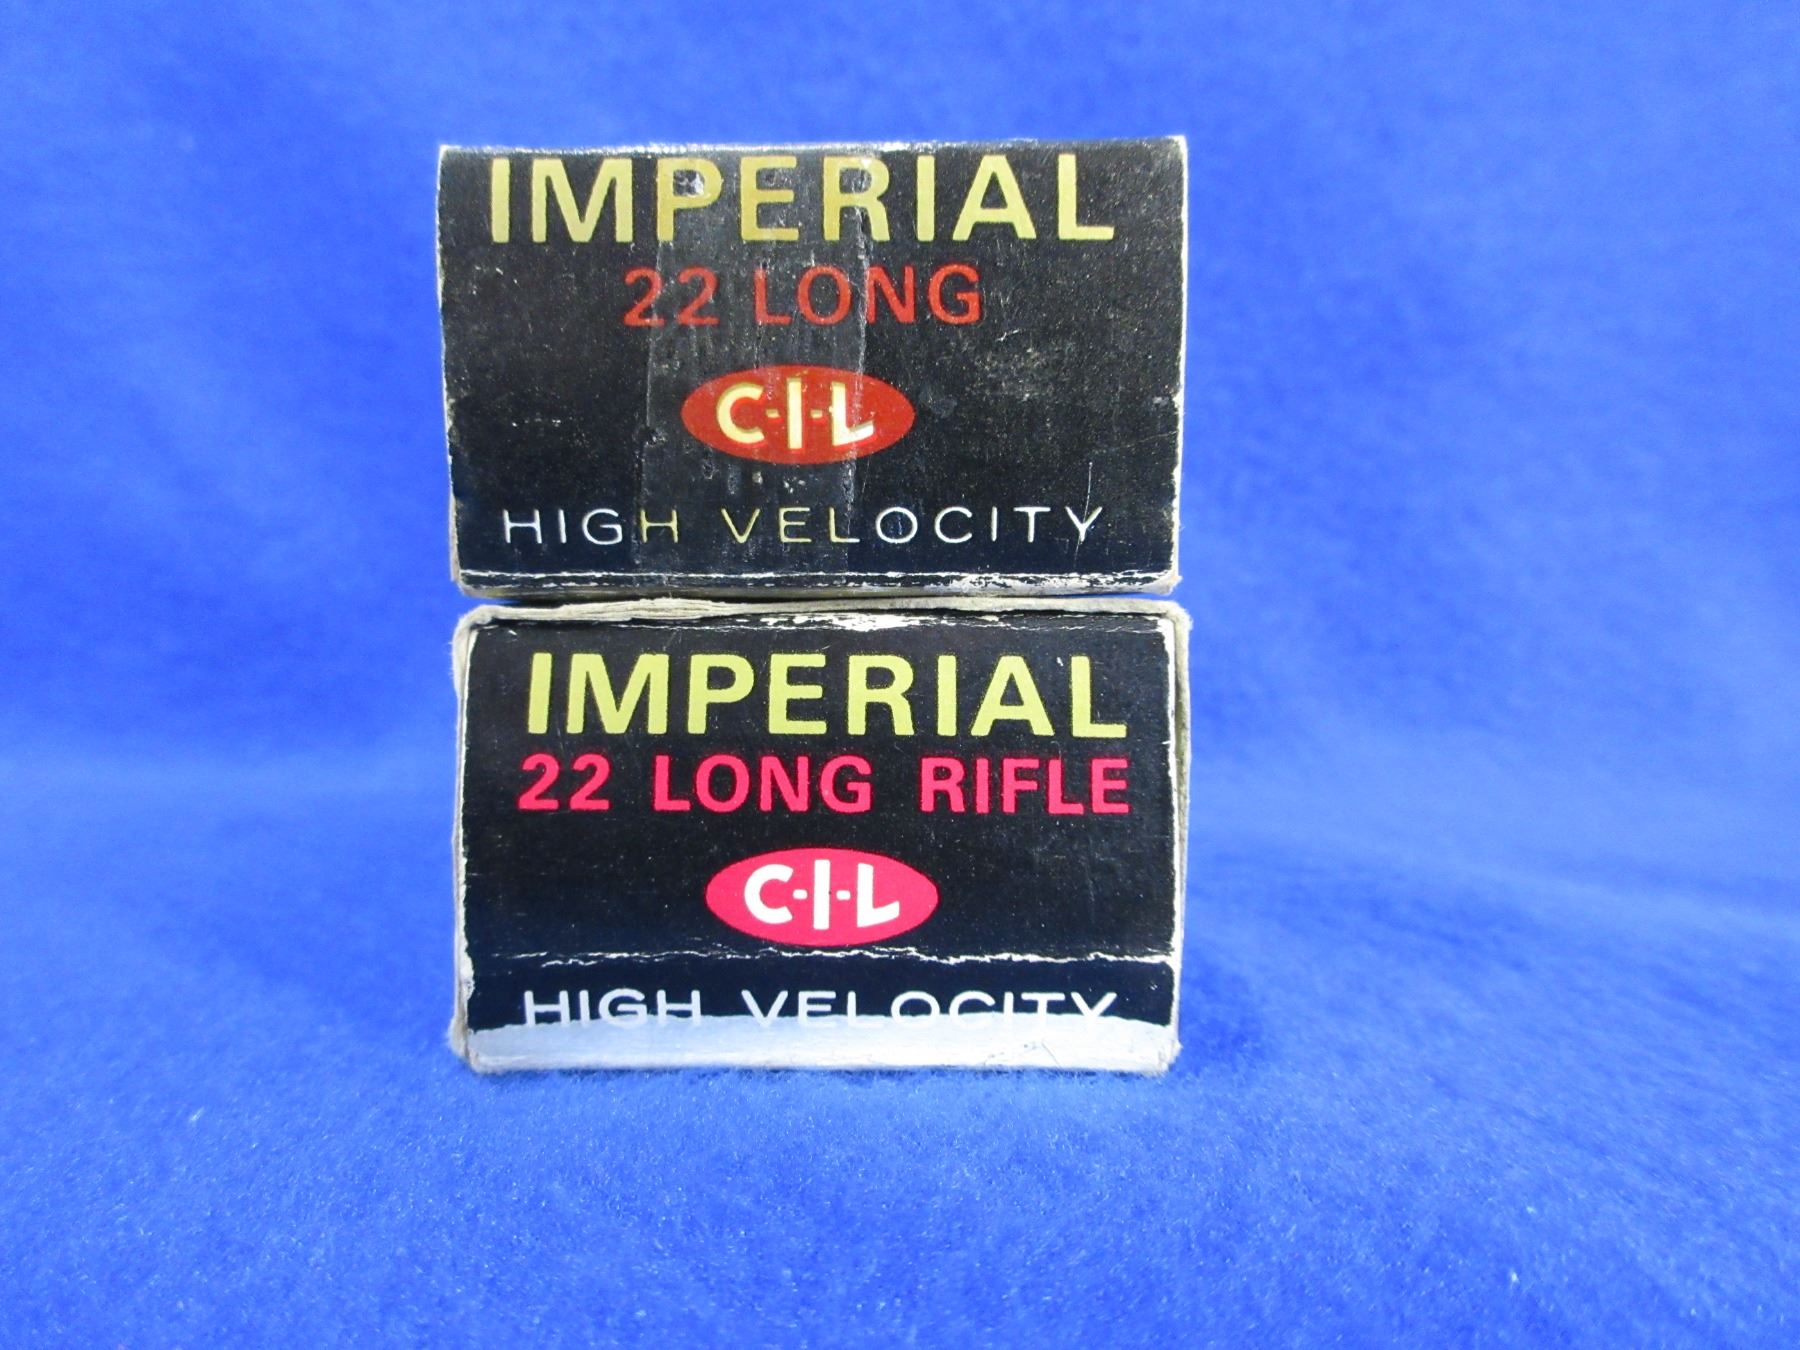 IMPERIAL
22 LONG
C-I-L
HIGH VELOCITY
IMPERIAL
22 LONG RIFLE
C-I-L
HIGH VELOCITY